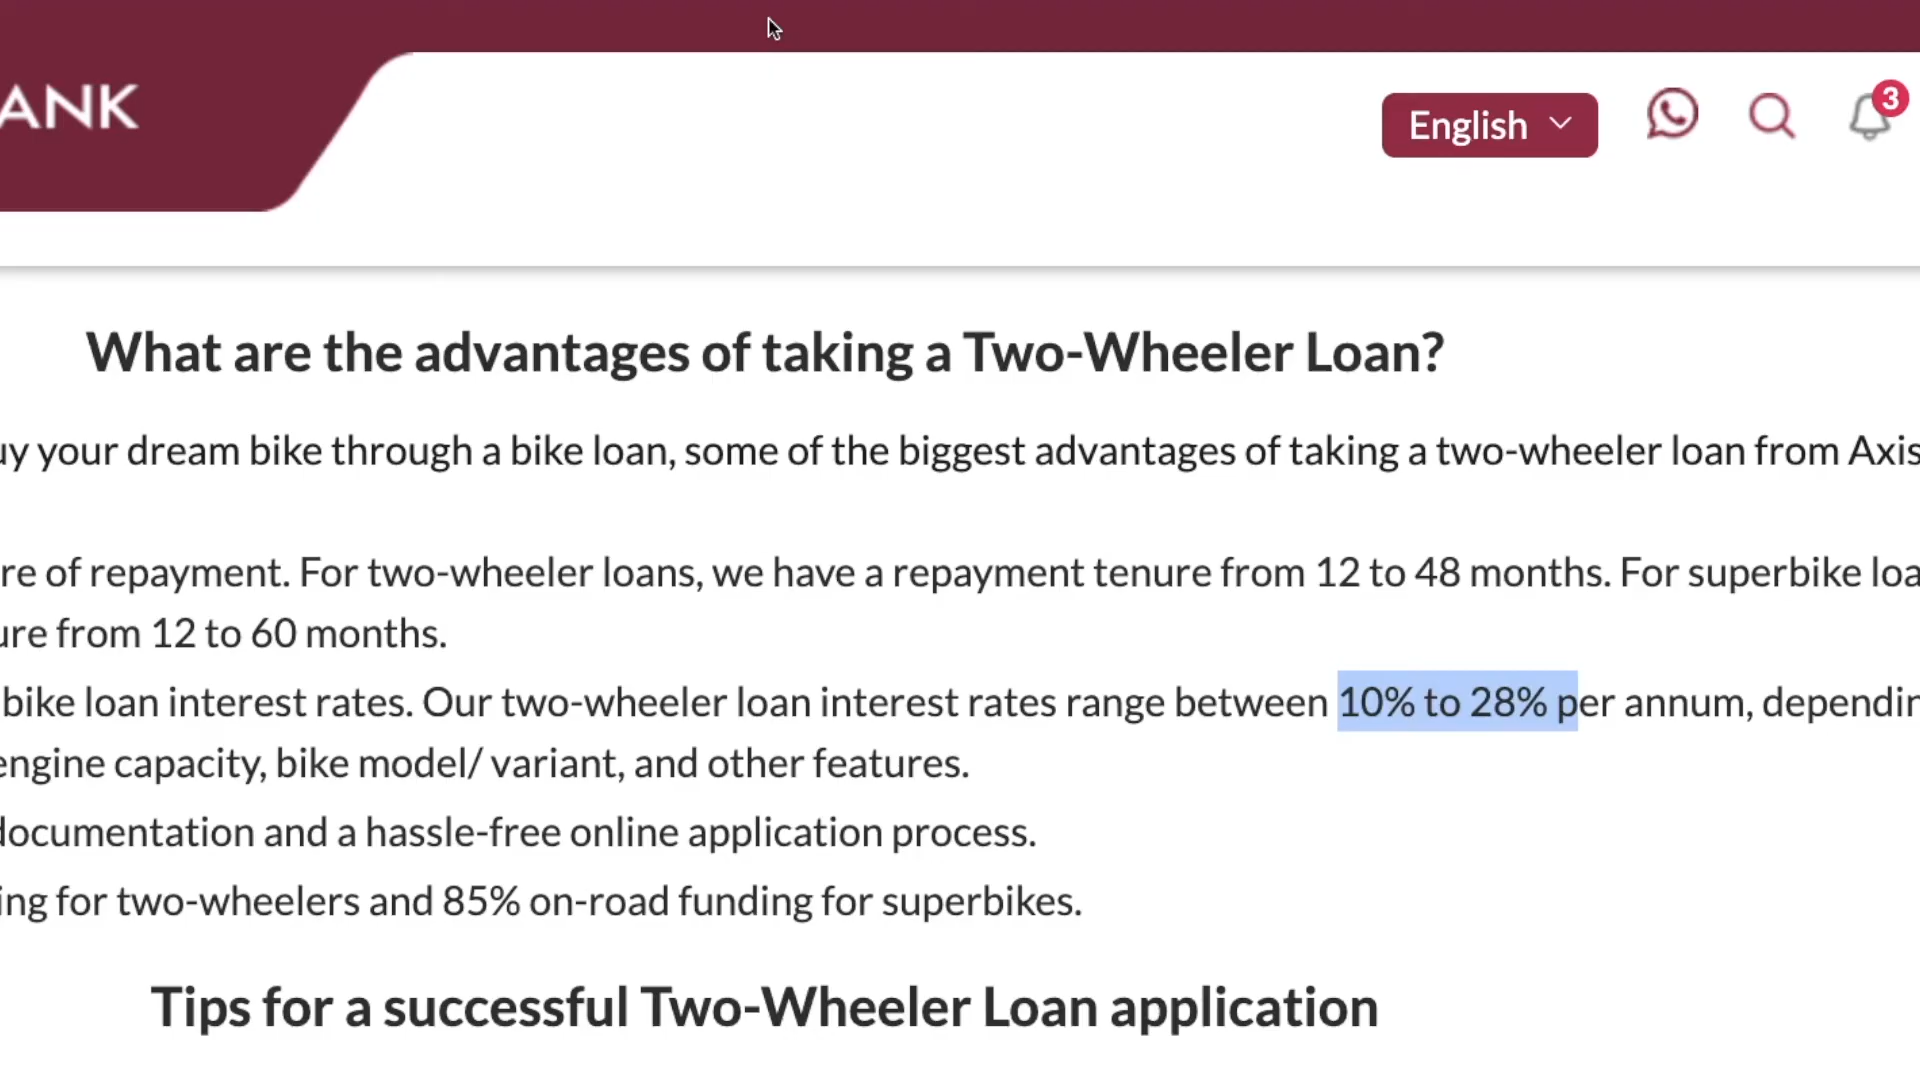 ANK
English
3
What are the advantages of taking a Two-Wheeler Loan?
uy your dream bike through a bike loan, some of the biggest advantages of taking a two-wheeler loan from Axis
re of repayment. For two-wheeler loans, we have a repayment tenure from 12 to 48 months. For superbike loa
ure from 12 to 60 months.
bike loan interest rates. Our two-wheeler loan interest rates range between 10% to 28% per annum, dependin
engine capacity, bike model/ variant, and other features.
documentation and a hassle-free online application process.
ing for two-wheelers and 85% on-road funding for superbikes.
Tips for a successful Two-Wheeler Loan application